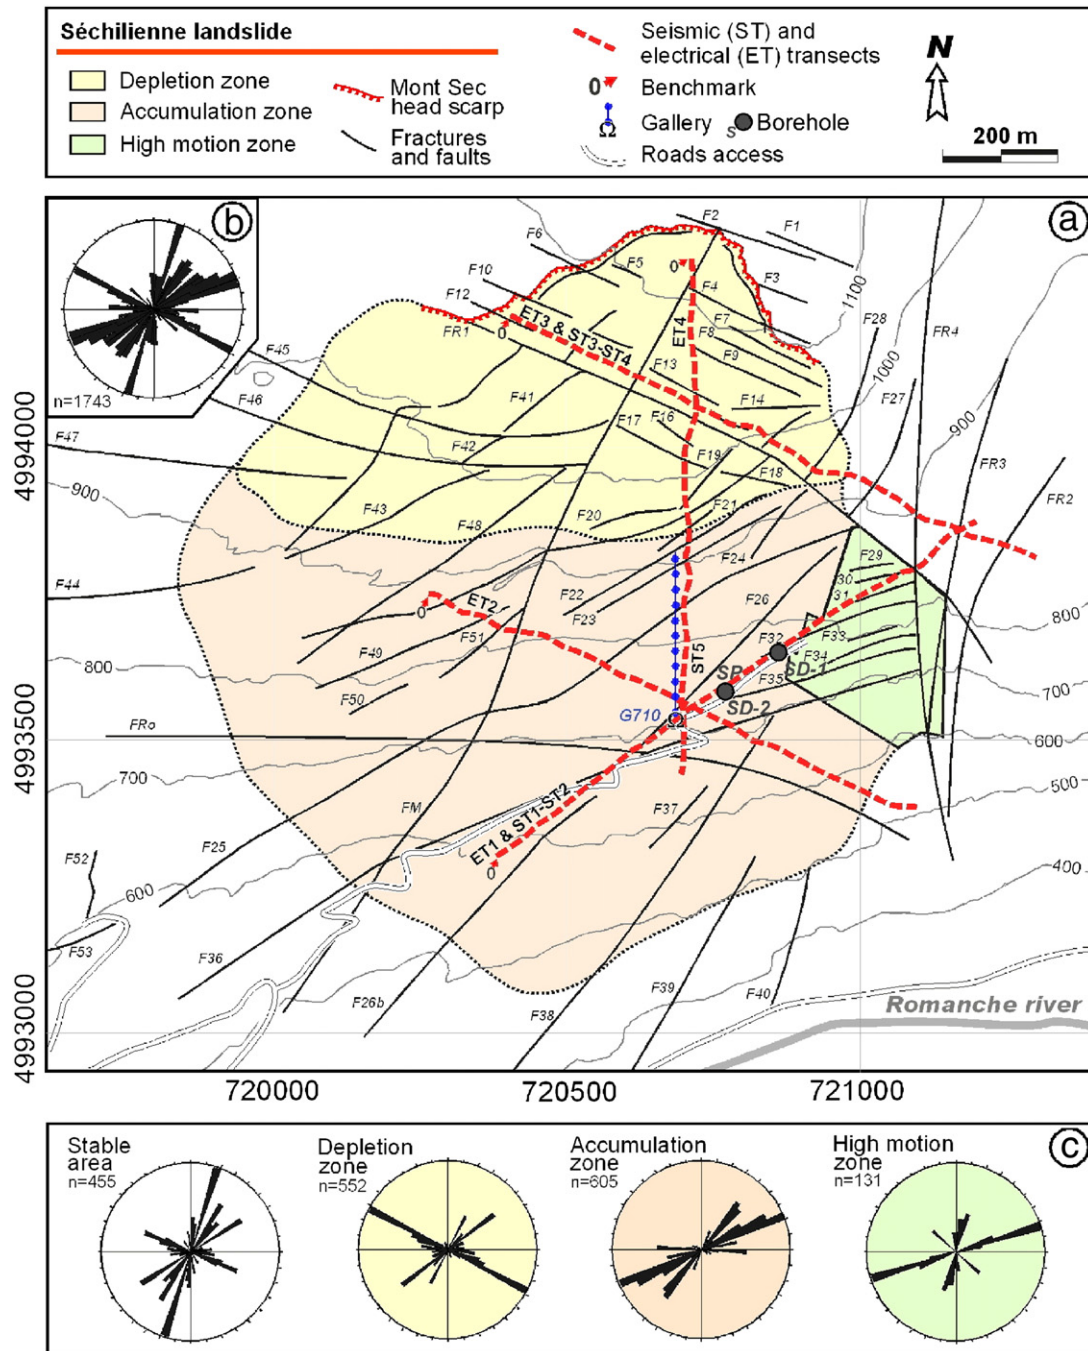 Séchilienne landslide
Depletion zone
Accumulation zone
High motion zone
Mont Sec
head scarp
Fractures
and faults
Seismic (ST) and
electrical (ET) transects
0 Benchmark
Ω Gallery
S Borehole
Roads access
N
200 m
b
n=1743
a
F2
F1
F6
F5
0
F3
F10
F4
1100
F12
ET4
F7
F28
FR1
0
ET3 & ST3-ST4
F8
1000
FR4
F45
F9
F13
F46
F41
F14
F27
F17
F16
900
F47
F42
F19
F18
FR3
900
F43
F48
F20
F21
FR2
F24
F29
F44
30
31
0
ET2
F22
F23
F26
800
F51
F32
F33
800
F49
ST5
F34
SD-1
F50
SP
F35
700
SD-2
FRo
G710
Ω
600
700
500
FM
F37
ET1 & ST1-ST2
F52
F25
0
400
600
F53
F36
F26b
F39
F40
F38
Romanche river
4994000
4993500
4993000
720000
720500
721000
c
Stable
area
n=455
Depletion
zone
n=552
Accumulation
zone
n=605
High motion
zone
n=131